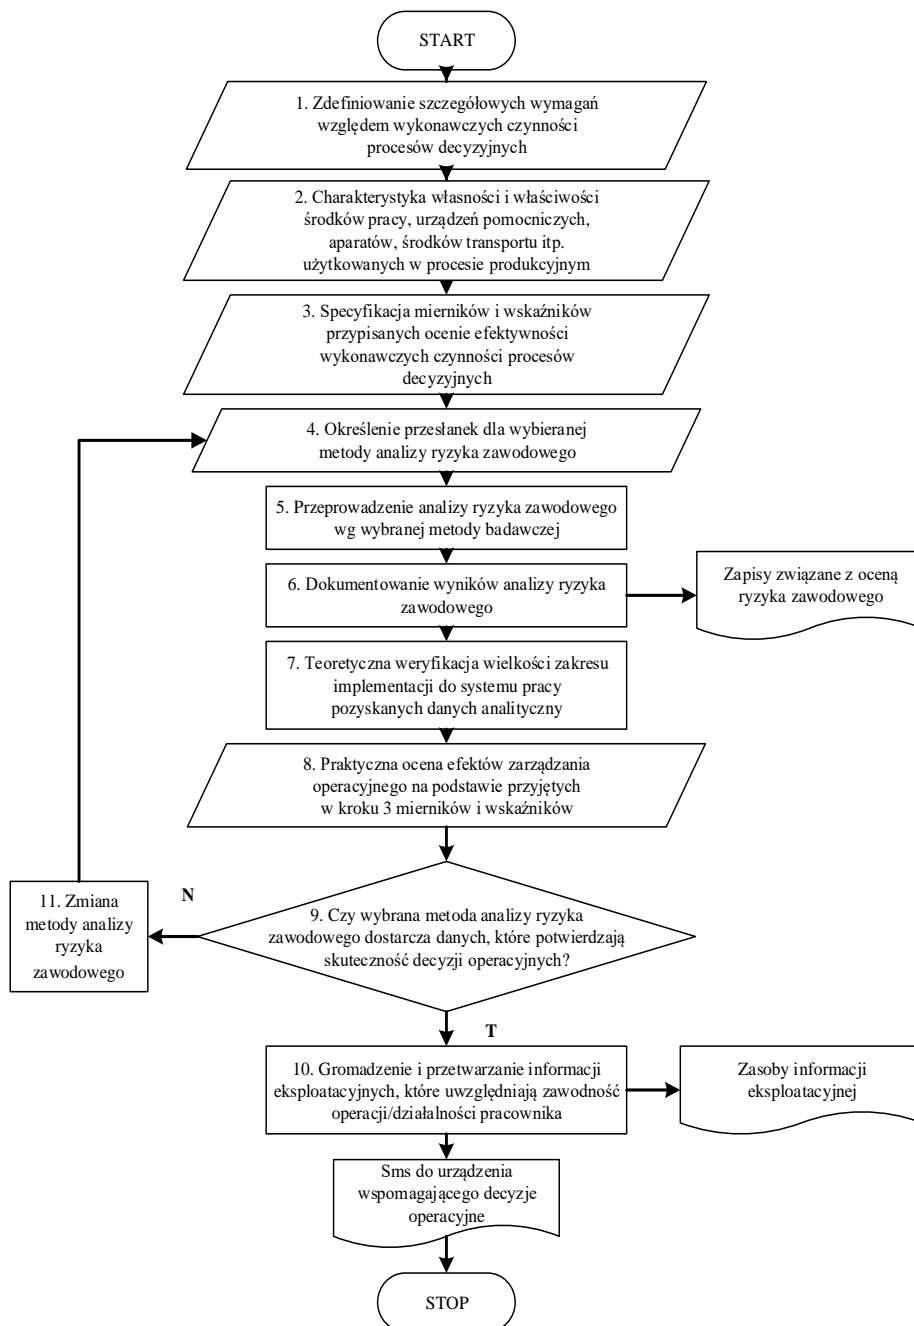 START
1. Zdefiniowanie szczegółowych wymagań
względem wykonawczych czynności
procesów decyzyjnych
2. Charakterystyka własności i właściwości
środków pracy, urządzeń pomocniczych,
aparatów, środków transportu itp.
użytkowanych w procesie produkcyjnym
3. Specyfikacja mierników i wskaźników
przypisanych ocenie efektywności
wykonawczych czynności procesów
decyzyjnych
4. Określenie przesłanek dla wybieranej
metody analizy ryzyka zawodowego
5. Przeprowadzenie analizy ryzyka zawodowego
wg wybranej metody badawczej
6. Dokumentowanie wyników analizy ryzyka
zawodowego
Zapisy związane z oceną
ryzyka zawodowego
7. Teoretyczna weryfikacja wielkości zakresu
implementacji do systemu pracy
pozyskanych danych analityczny
8. Praktyczna ocena efektów zarządzania
operacyjnego na podstawie przyjętych
w kroku 3 mierników i wskaźników
9. Czy wybrana metoda analizy ryzyka
zawodowego dostarcza danych, które potwierdzają
skuteczność decyzji operacyjnych?
N
11. Zmiana
metody analizy
ryzyka
zawodowego
T
10. Gromadzenie i przetwarzanie informacji
eksploatacyjnych, które uwzględniają zawodność
operacji/działalności pracownika
Zasoby informacji
eksploatacyjnej
Sms do urządzenia
wspomagającego decyzje
operacyjne
STOP